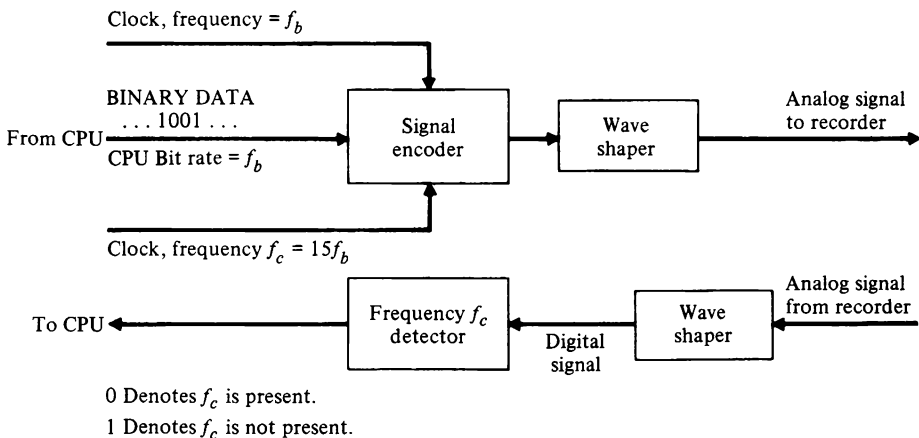 Clock, frequency = f_b
BINARY DATA
. . . 1001 . . .
From CPU
CPU Bit rate = f_b
Signal
encoder
Wave
shaper
Analog signal
to recorder
Clock, frequency f_c = 15f_b
To CPU
Frequency f_c
detector
Digital
signal
Wave
shaper
Analog signal
from recorder
0 Denotes f_c is present.
1 Denotes f_c is not present.